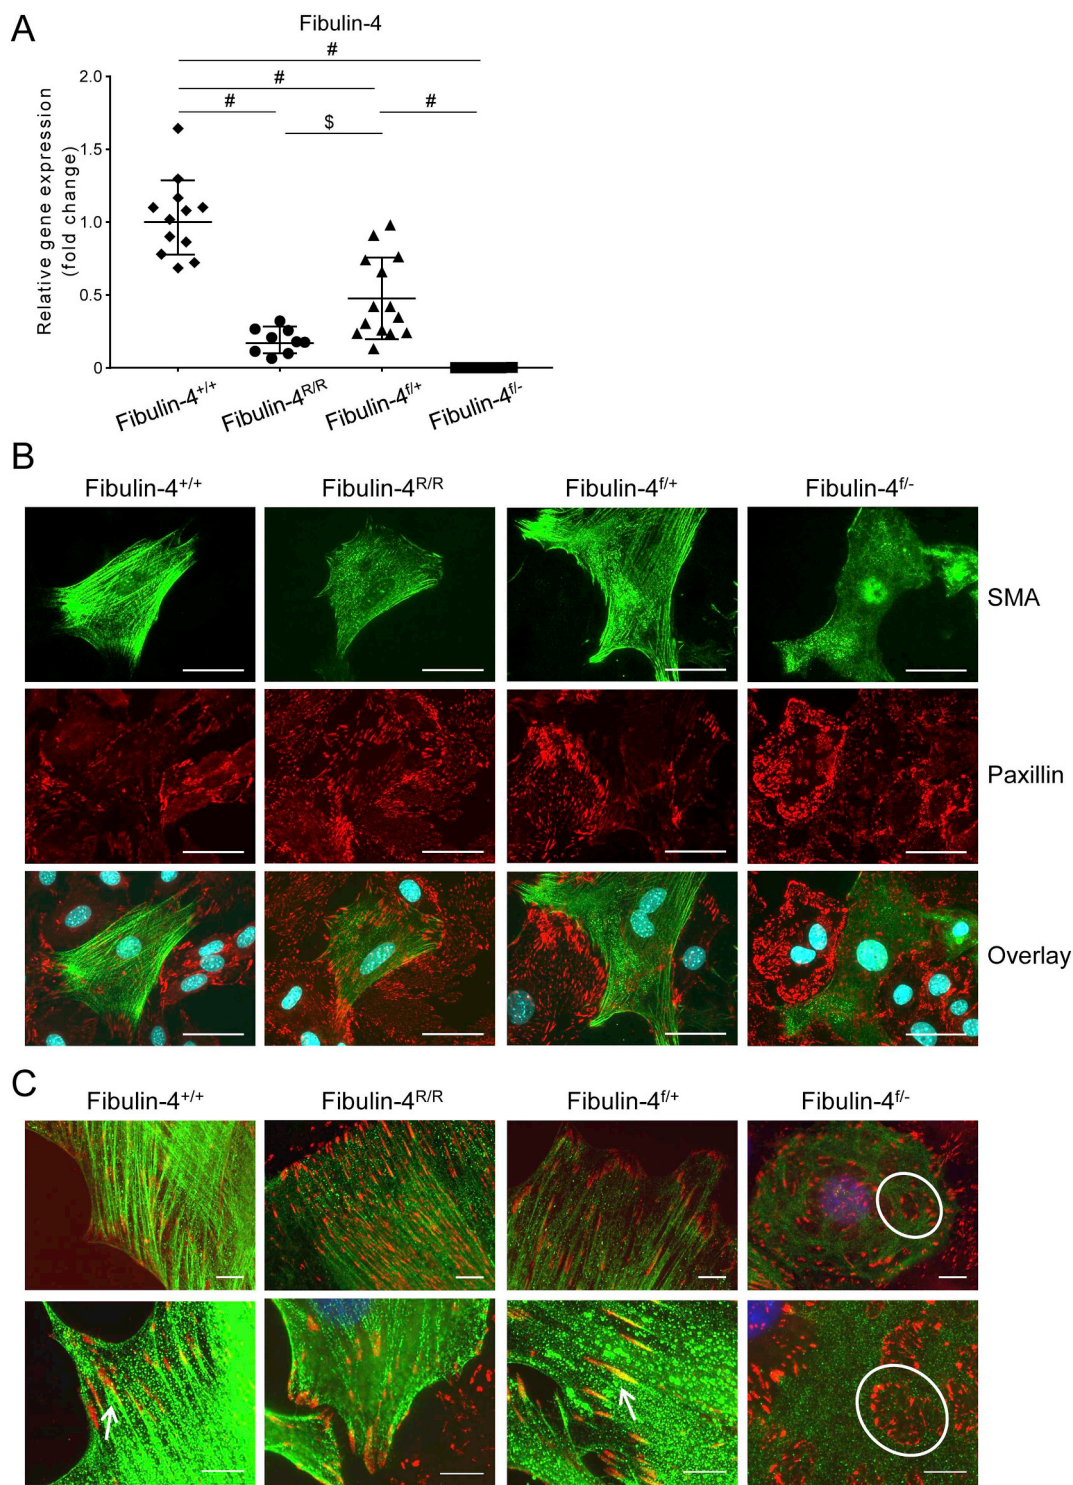 A
Fibulin-4
#
#
# #
$
2.0
1.5
1.0
0.5
0
Relative gene expression
(fold change)
Fibulin-4+/+ Fibulin-4R/R Fibulin-4f/+ Fibulin-4f/-
B
Fibulin-4+/+ Fibulin-4R/R Fibulin-4f/+ Fibulin-4f/-
SMA
Paxillin
Overlay
C
Fibulin-4+/+ Fibulin-4R/R Fibulin-4f/+ Fibulin-4f/-